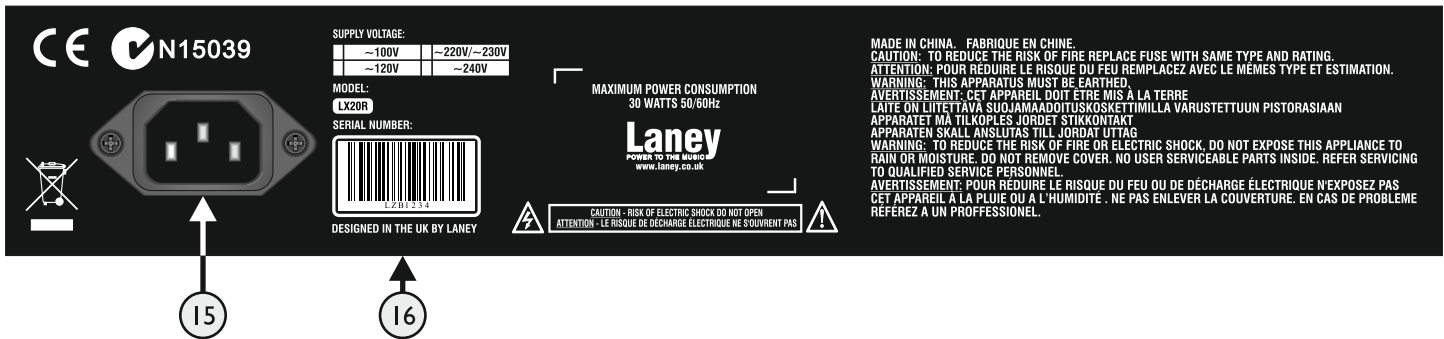 CE N15039
SUPPLY VOLTAGE:
~100V ~220V/~230V
~120V ~240V
MODEL:
LX20R
SERIAL NUMBER:
LZB1234
DESIGNED IN THE UK BY LANEY
MAXIMUM POWER CONSUMPTION
30 WATTS 50/60Hz
Laney
POWER TO THE MUSIC
www.laney.co.uk
CAUTION - RISK OF ELECTRIC SHOCK DO NOT OPEN
ATTENTION - LE RISQUE DE DÉCHARGE ÉLECTRIQUE NE S'OUVRENT PAS
MADE IN CHINA. FABRIQUE EN CHINE.
CAUTION: TO REDUCE THE RISK OF FIRE REPLACE FUSE WITH SAME TYPE AND RATING.
ATTENTION: POUR RÉDUIRE LE RISQUE DU FEU REMPLACEZ AVEC LE MÊMES TYPE ET ESTIMATION.
WARNING: THIS APPARATUS MUST BE EARTHED,
AVERTISSEMENT: CET APPAREIL DOIT ÉTRE MIS À LA TERRE
LAITE ON LIITETTÄVÄ SUOJAMAADOITUSKOSKETTIMILLA VARUSTETTUUN PISTORASIAAN
APPARATET MÅ TILKOPLES JORDET STIKKONTAKT
APPARATEN SKALL ANSLUTAS TILL JORDAT UTTAG
WARNING: TO REDUCE THE RISK OF FIRE OR ELECTRIC SHOCK, DO NOT EXPOSE THIS APPLIANCE TO
RAIN OR MOISTURE. DO NOT REMOVE COVER. NO USER SERVICEABLE PARTS INSIDE. REFER SERVICING
TO QUALIFIED SERVICE PERSONNEL.
AVERTISSEMENT: POUR RÉDUIRE LE RISQUE DU FEU OU DE DÉCHARGE ÉLECTRIQUE N'EXPOSEZ PAS
CET APPAREIL À LA PLUIE OU A L'HUMIDITÉ . NE PAS ENLEVER LA COUVERTURE. EN CAS DE PROBLEME
RÉFÉREZ A UN PROFFESSIONEL.
15
16